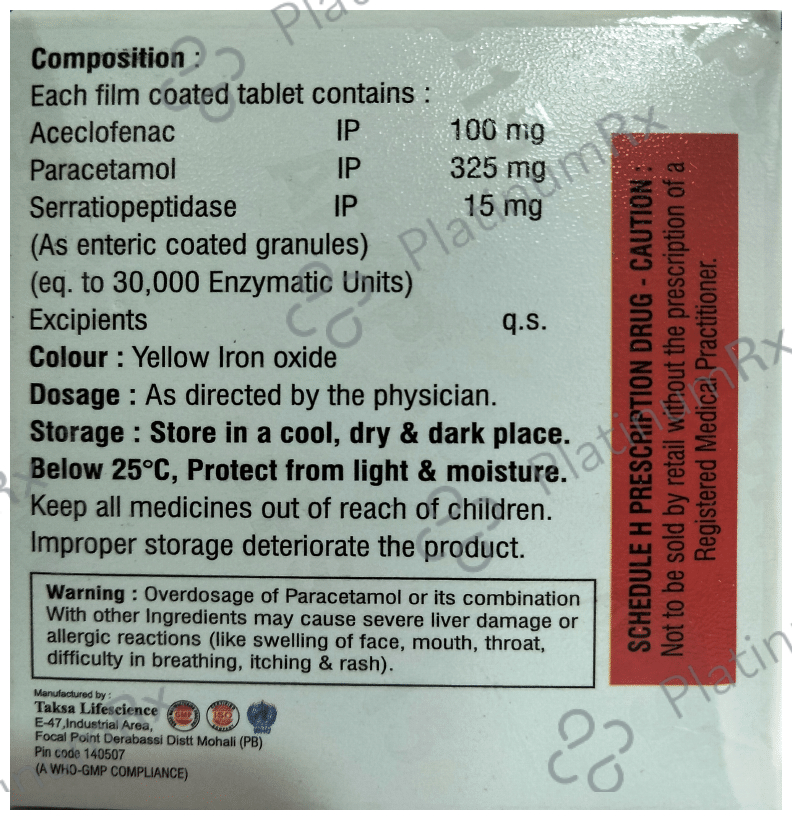 Composition :
Each film coated tablet contains :
Aceclofenac IP 100 mg
Paracetamol IP 325 mg
Serratiopeptidase IP 15 mg
(As enteric coated granules)
(eq. to 30,000 Enzymatic Units)
Excipients q.s.
Colour : Yellow Iron oxide
Dosage : As directed by the physician.
Storage : Store in a cool, dry & dark place.
Below 25°C, Protect from light & moisture.
Keep all medicines out of reach of children.
Improper storage deteriorate the product.
Warning : Overdosage of Paracetamol or its combination
With other Ingredients may cause severe liver damage or
allergic reactions (like swelling of face, mouth, throat,
difficulty in breathing, itching & rash).
Manufactured by :
Taksa Lifescience
E-47,Industrial Area,
Focal Point Derabassi Distt Mohali (PB)
Pin code 140507
(A WHO-GMP COMPLIANCE)
GMP
ISO
WHO
SCHEDULE H PRESCRIPTION DRUG - CAUTION :
Not to be sold by retail without the prescription of a
Registered Medical Practitioner.
PlatinumRx
PlatinumRx